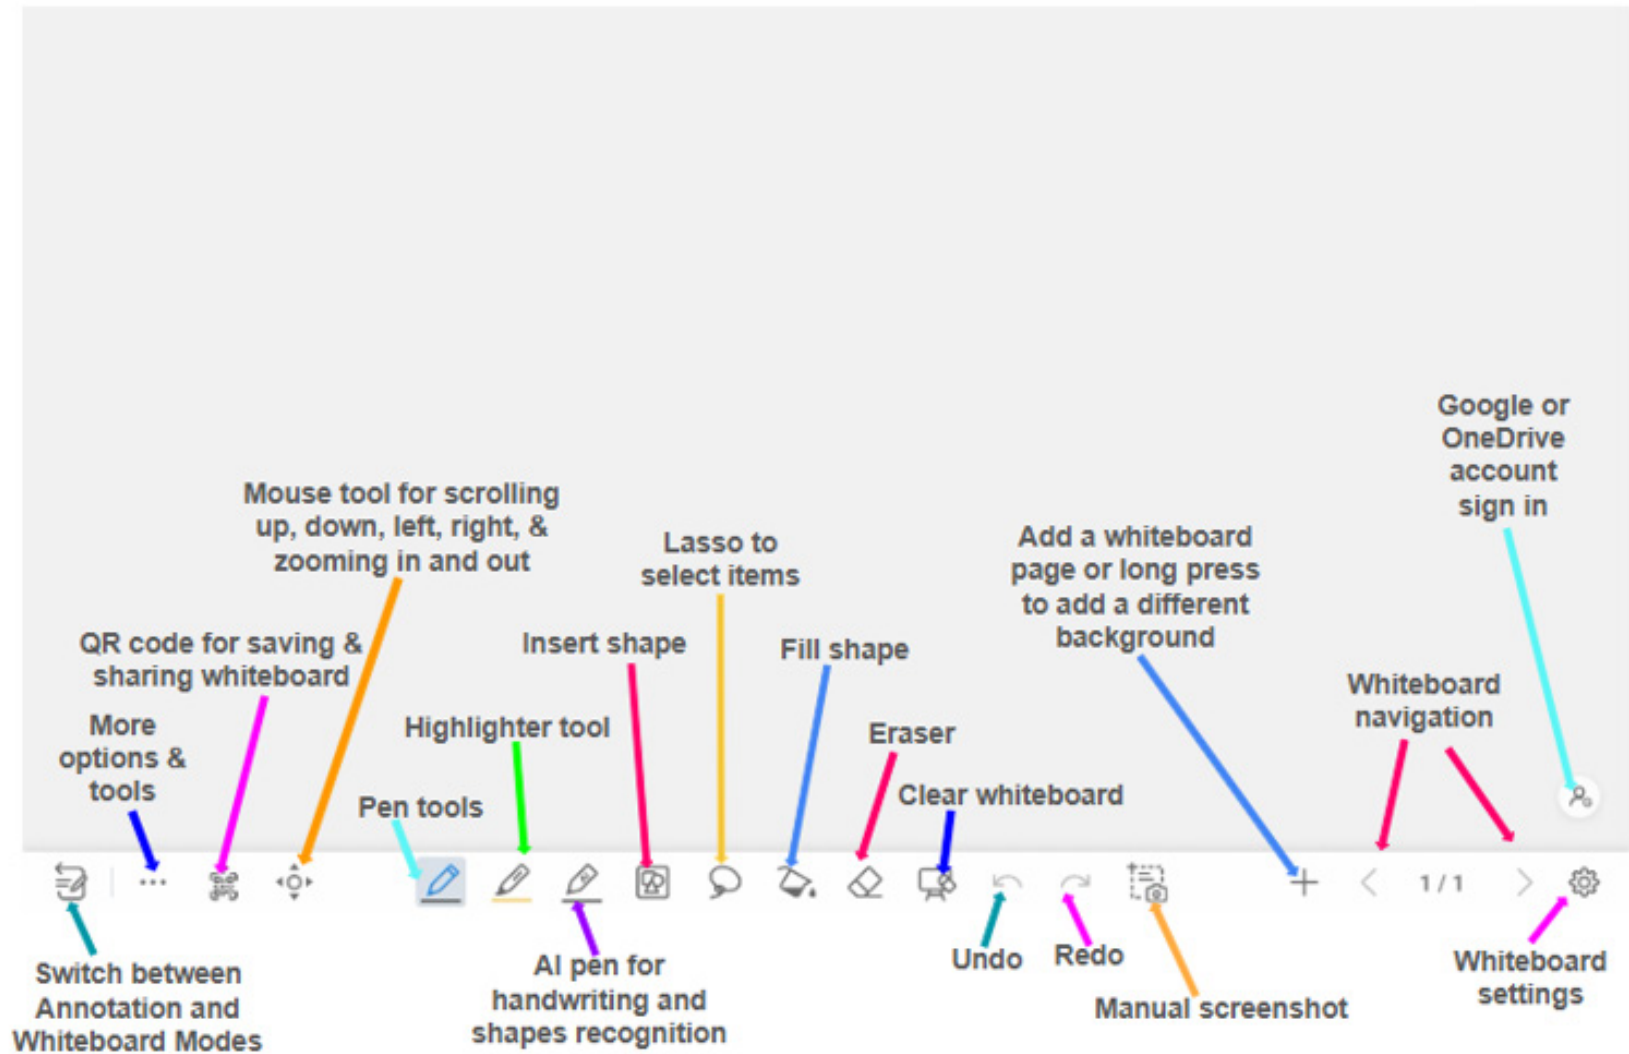 Google or
OneDrive
account
sign in
Mouse tool for scrolling
up, down, left, right, &
zooming in and out
Lasso to
select items
Add a whiteboard
page or long press
to add a different
background
QR code for saving &
sharing whiteboard
Insert shape
Fill shape
Whiteboard
navigation
More
options &
tools
Highlighter tool
Eraser
Pen tools
Clear whiteboard
1 / 1
Switch between
Annotation and
Whiteboard Modes
AI pen for
handwriting and
shapes recognition
Undo
Redo
Manual screenshot
Whiteboard
settings